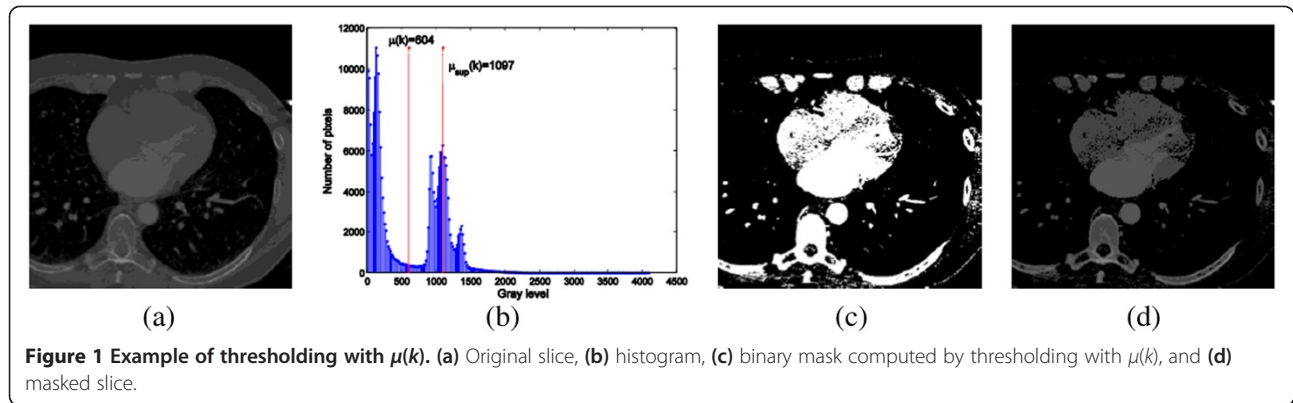 12000
10000
8000
6000
4000
2000
0
Number of pixels
μ(k)=604
μsup(k)=1097
0 500 1000 1500 2000 2500 3000 3500 4000 4500
Gray level
(a) (b) (c) (d)
Figure 1 Example of thresholding with μ(k). (a) Original slice, (b) histogram, (c) binary mask computed by thresholding with μ(k), and (d)
masked slice.